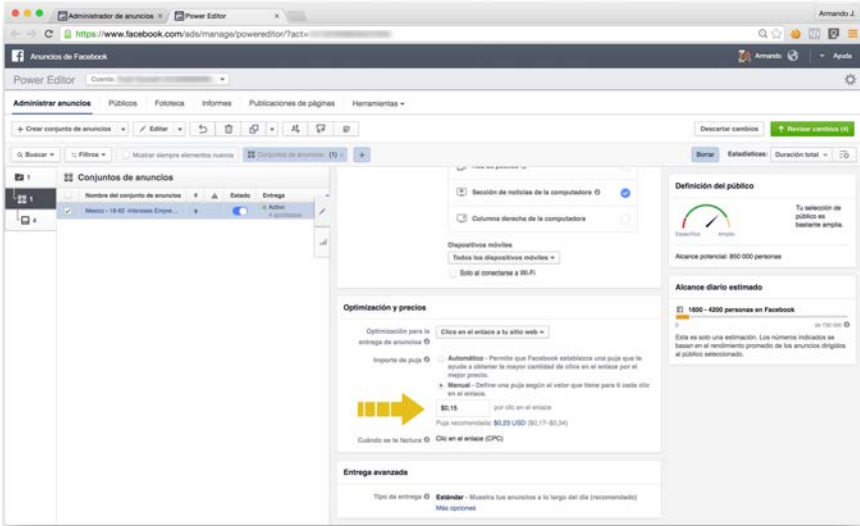 Administrador de anuncios
Power Editor
Armando J.
https://www.facebook.com/ads/manage/powereditor/?act=
Anuncios de Facebook
Armando
Ayuda
Power Editor
Cuenta:
Administrar anuncios
Públicos
Fototeca
Informes
Publicaciones de páginas
Herramientas
+ Crear conjunto de anuncios
Editar
Descartar cambios
Revisar cambios (4)
Buscar
Filtros
Mostrar siempre elementos nuevos
Conjuntos de anuncios: (1)
Borrar
Estadísticas:
Duración total
1
1
4
Conjuntos de anuncios
Nombre del conjunto de anuncios
Estado
Entrega
Activo
Sección de noticias de la computadora
Columna derecha de la computadora
Dispositivos móviles
Todos los dispositivos móviles
Solo al conectarse a Wi-Fi
Optimización y precios
Optimización para la
entrega de anuncios
Clics en el enlace a tu sitio web
Importe de puja
Automático - Permite que Facebook establezca una puja que te
ayude a obtener la mayor cantidad de clics en el enlace por el
mejor precio.
Manual - Define una puja según el valor que tiene para ti cada clic
en el enlace.
$0,15
por clic en el enlace
Puja recomendada: $0,23 USD
Cuándo se te factura
Clic en el enlace (CPC)
Entrega avanzada
Tipo de entrega
Estándar - Muestra tus anuncios a lo largo del día (recomendado)
Más opciones
Definición del público
Específico
Amplio
Tu selección de
público es
bastante amplia.
Alcance potencial: 850 000 personas
Alcance diario estimado
1600 - 4200 personas en Facebook
0
de 730 000
Esta es solo una estimación. Los números indicados se
basan en el rendimiento promedio de los anuncios dirigidos
al público seleccionado.